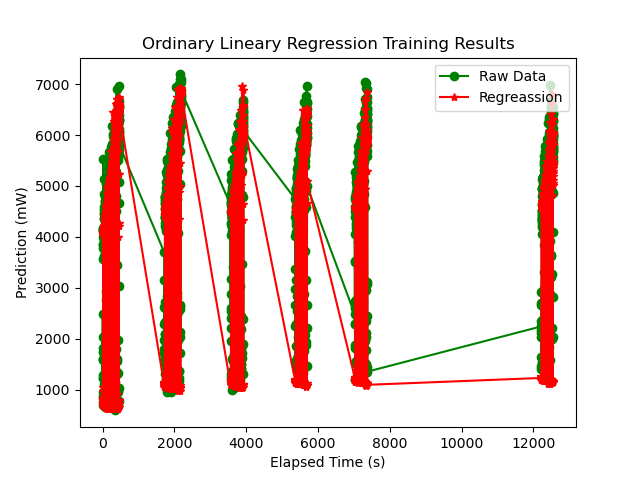 Ordinary Lineary Regression Training Results
Raw Data
Regreassion
Prediction (mW)
7000
6000
5000
4000
3000
2000
1000
0
2000
4000
6000
8000
10000
12000
Elapsed Time (s)